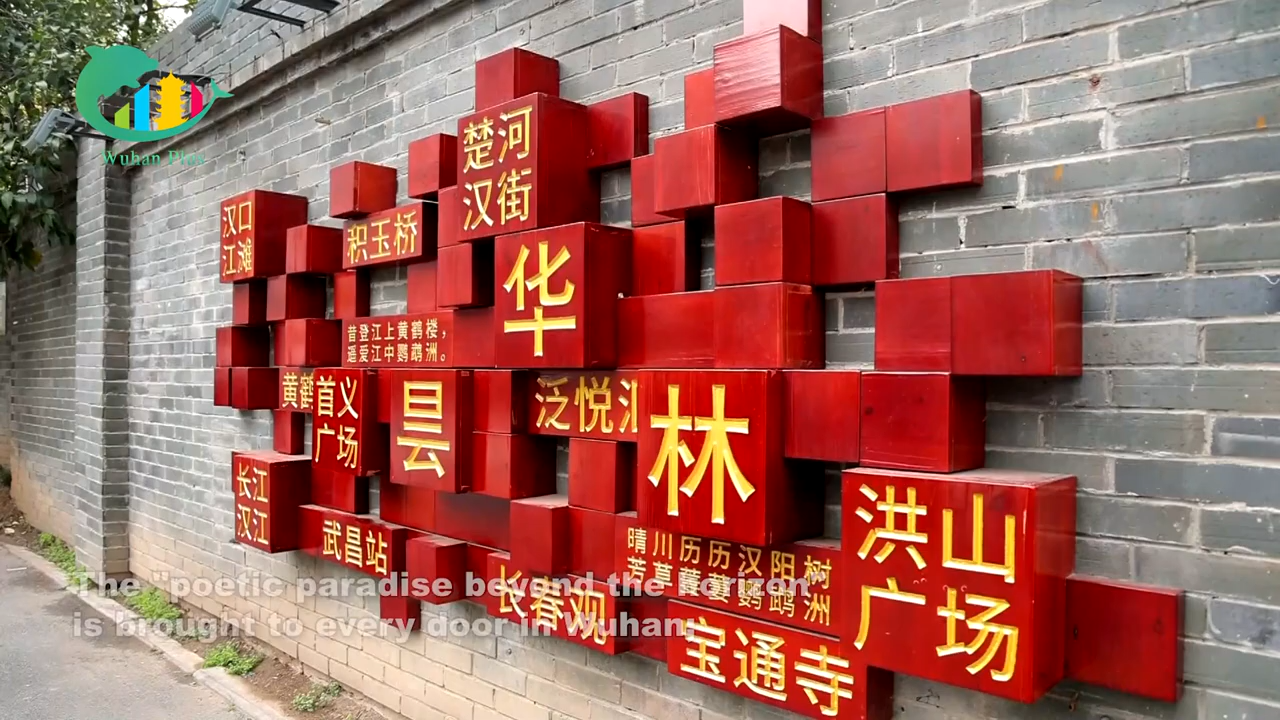 Wuhan Plus
楚河
汉街
汉口
江滩
积玉桥
华
昔登江上黄鹤楼，
遥爱江中鹦鹉洲。
黄鹤
首义
广场
昙
泛悦汇
林
长江
汉江
武昌站
洪山
广场
晴川历历汉阳树
芳草萋萋鹦鹉洲
长春观
宝通寺
The "poetic paradise beyond the horizon"
is brought to every door in Wuhan;